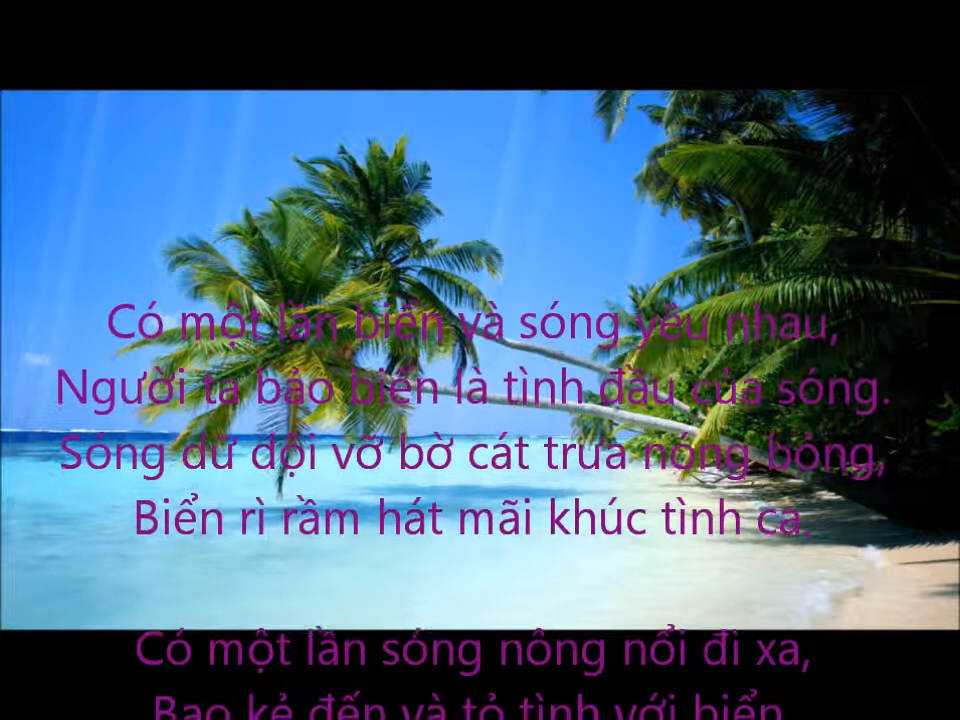 Có một lần biển và sóng yêu nhau,
Người ta bảo biển là tình đầu của sóng.
Sóng dữ dội vỡ bờ cát trưa nóng bỏng,
Biển rì rầm hát mãi khúc tình ca.
Có một lần sóng nông nổi đi xa,
Bao kẻ đến và tỏ tình với biển